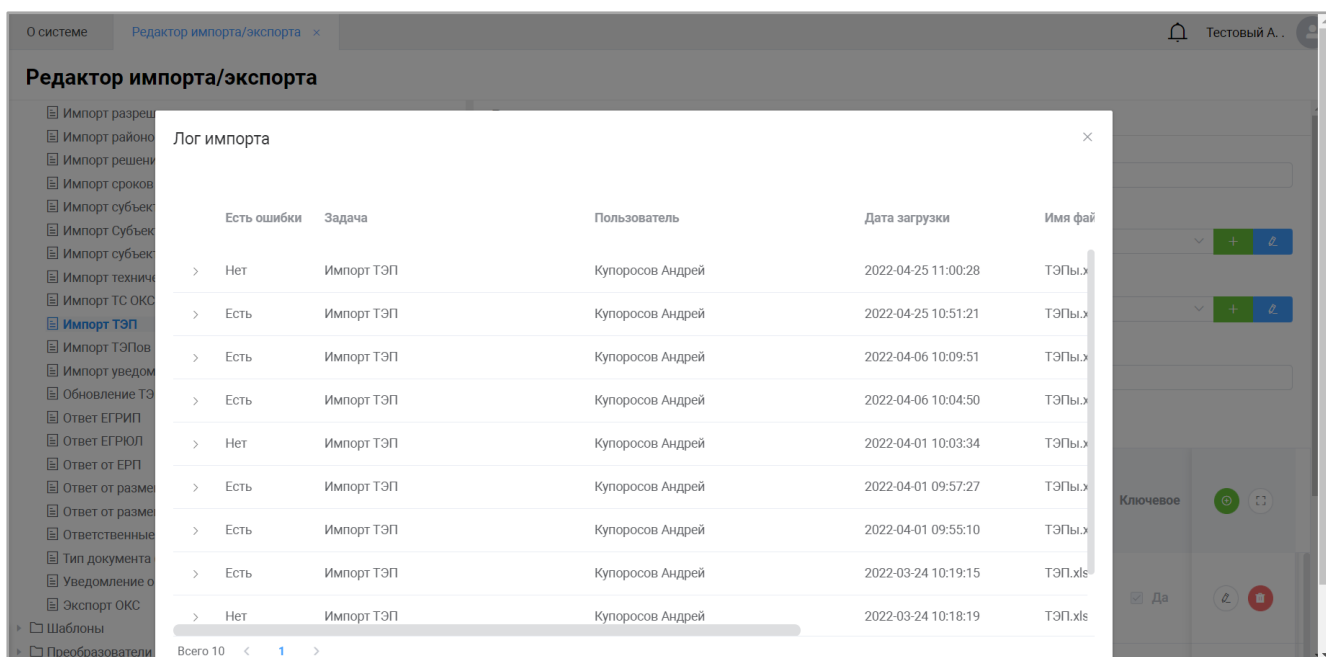 О системе
Редактор импорта/экспорта ×
Тестовый А. .
Редактор импорта/экспорта
Импорт разреш
Импорт районо
Импорт решени
Импорт сроков
Импорт субъект
Импорт Субъек
Импорт субъект
Импорт техниче
Импорт ТС ОКС
Импорт ТЭП
Импорт ТЭПов
Импорт уведом
Обновление ТЭ
Ответ ЕГРИП
Ответ ЕГРЮЛ
Ответ от ЕРП
Ответ от разме
Ответ от разме
Ответственные
Тип документа
Уведомление о
Экспорт ОКС
Шаблоны
Преобразователи
Лог импорта
Есть ошибки Задача Пользователь Дата загрузки Имя фай
Нет Импорт ТЭП Купоросов Андрей 2022-04-25 11:00:28 ТЭПы.x
Есть Импорт ТЭП Купоросов Андрей 2022-04-25 10:51:21 ТЭПы.x
Есть Импорт ТЭП Купоросов Андрей 2022-04-06 10:09:51 ТЭПы.x
Есть Импорт ТЭП Купоросов Андрей 2022-04-06 10:04:50 ТЭПы.x
Нет Импорт ТЭП Купоросов Андрей 2022-04-01 10:03:34 ТЭПы.x
Есть Импорт ТЭП Купоросов Андрей 2022-04-01 09:57:27 ТЭПы.x
Есть Импорт ТЭП Купоросов Андрей 2022-04-01 09:55:10 ТЭПы.x
Есть Импорт ТЭП Купоросов Андрей 2022-03-24 10:19:15 ТЭП.xls
Нет Импорт ТЭП Купоросов Андрей 2022-03-24 10:18:19 ТЭП.xls
Всего 10 < 1 >
Ключевое
Да